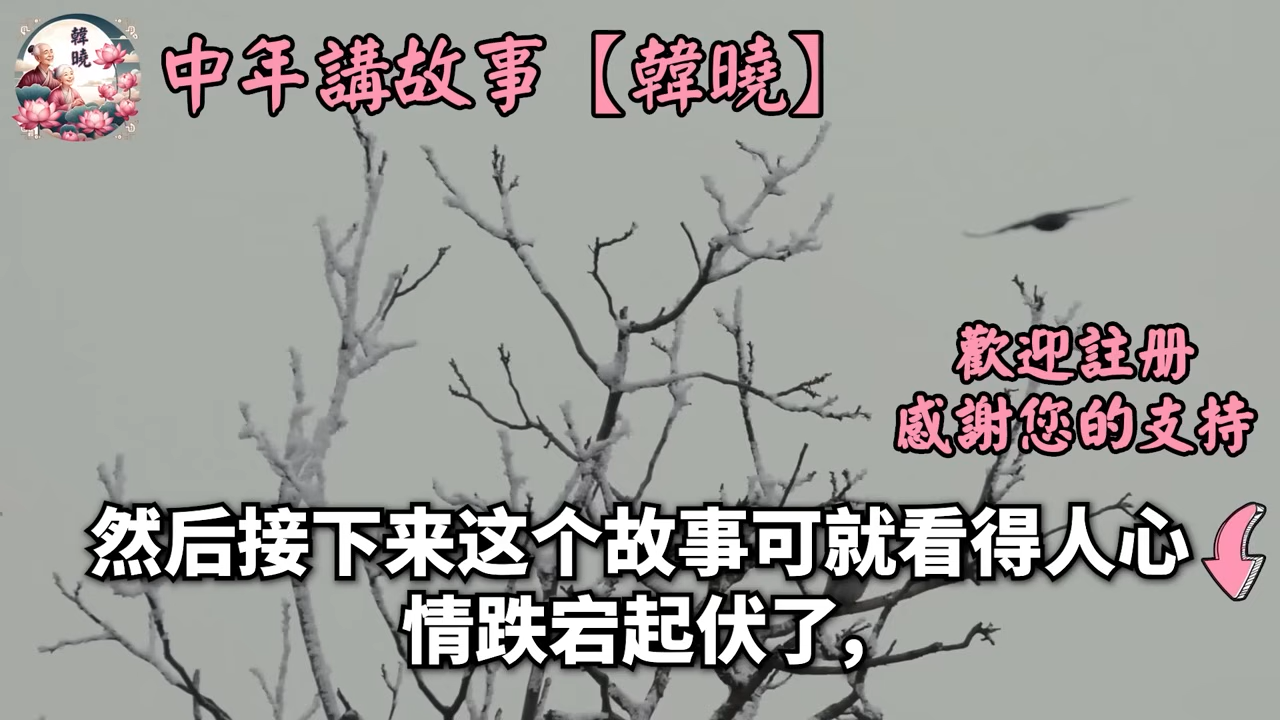 韓
曉
中年講故事【韓曉】
歡迎註册
感謝您的支持
然后接下来这个故事可就看得人心
情跌宕起伏了，